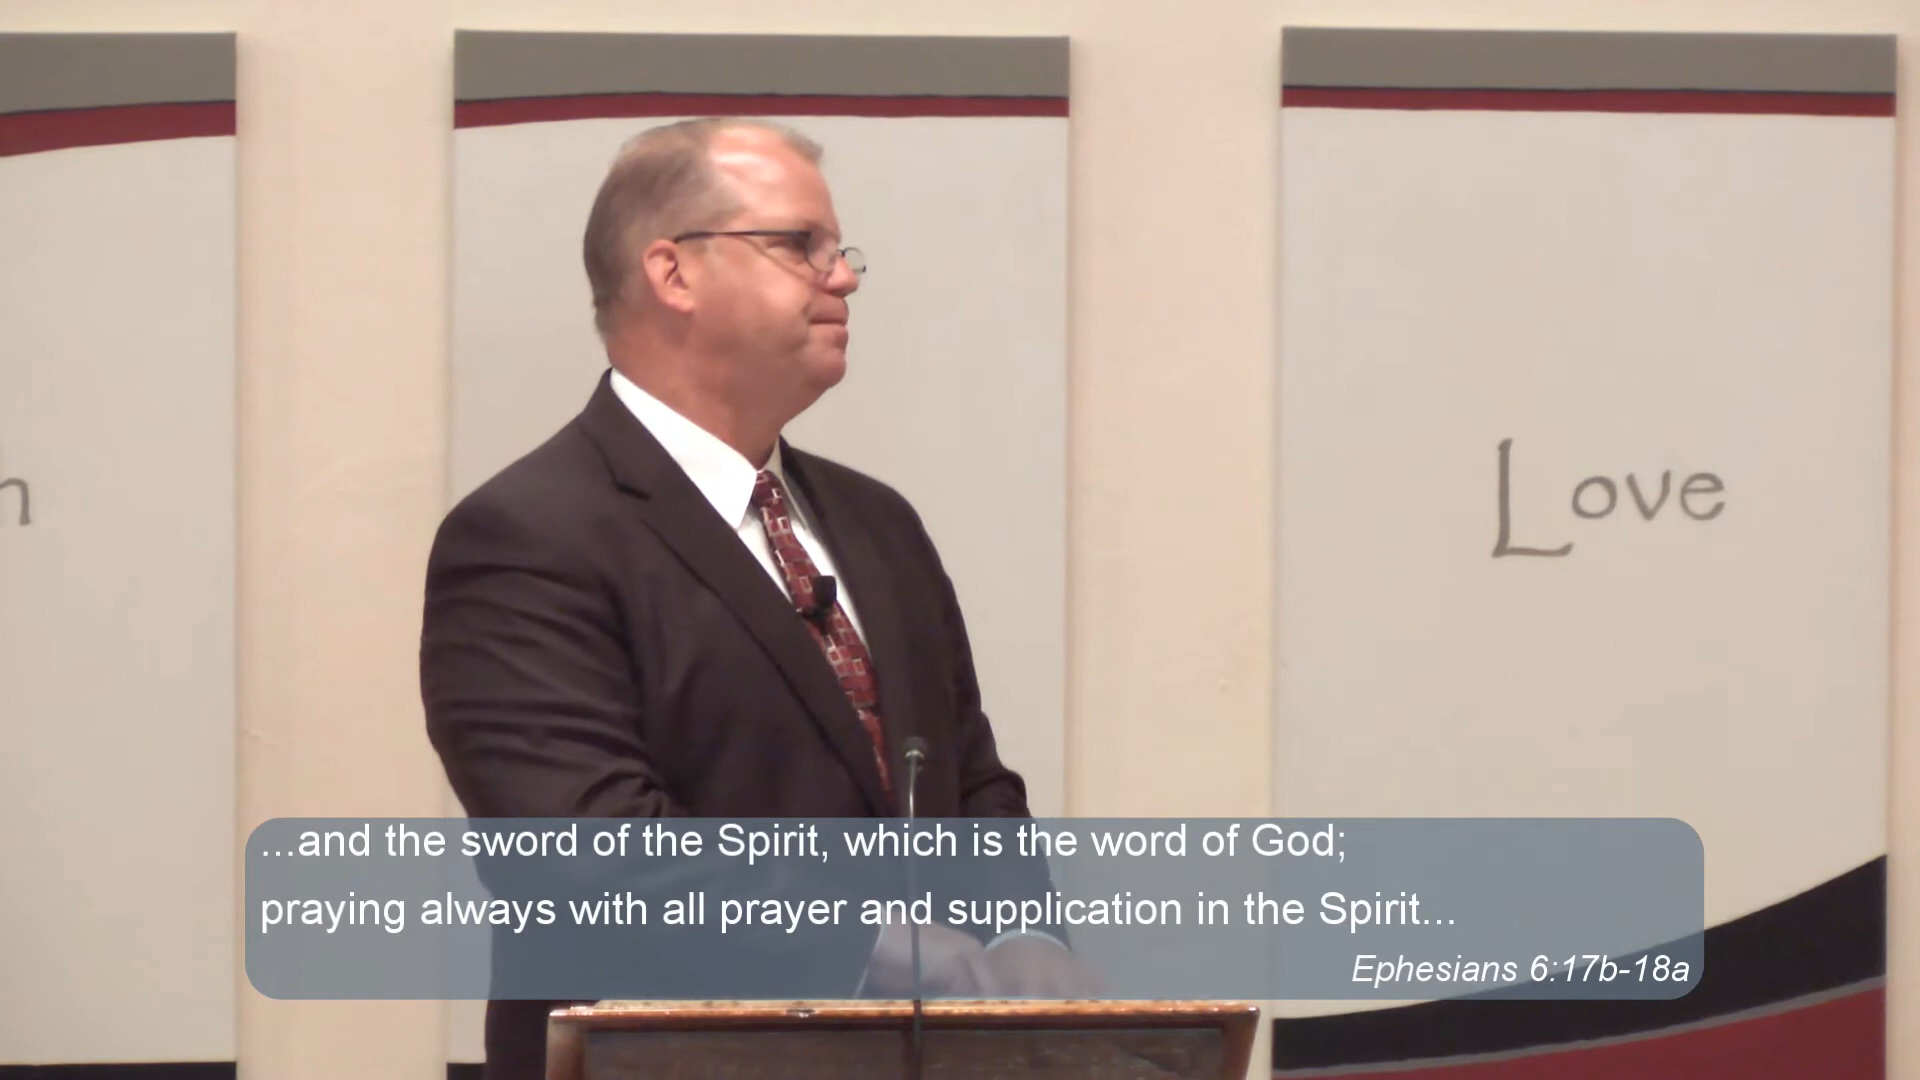 n
Love
...and the sword of the Spirit, which is the word of God;
praying always with all prayer and supplication in the Spirit...
Ephesians 6:17b-18a